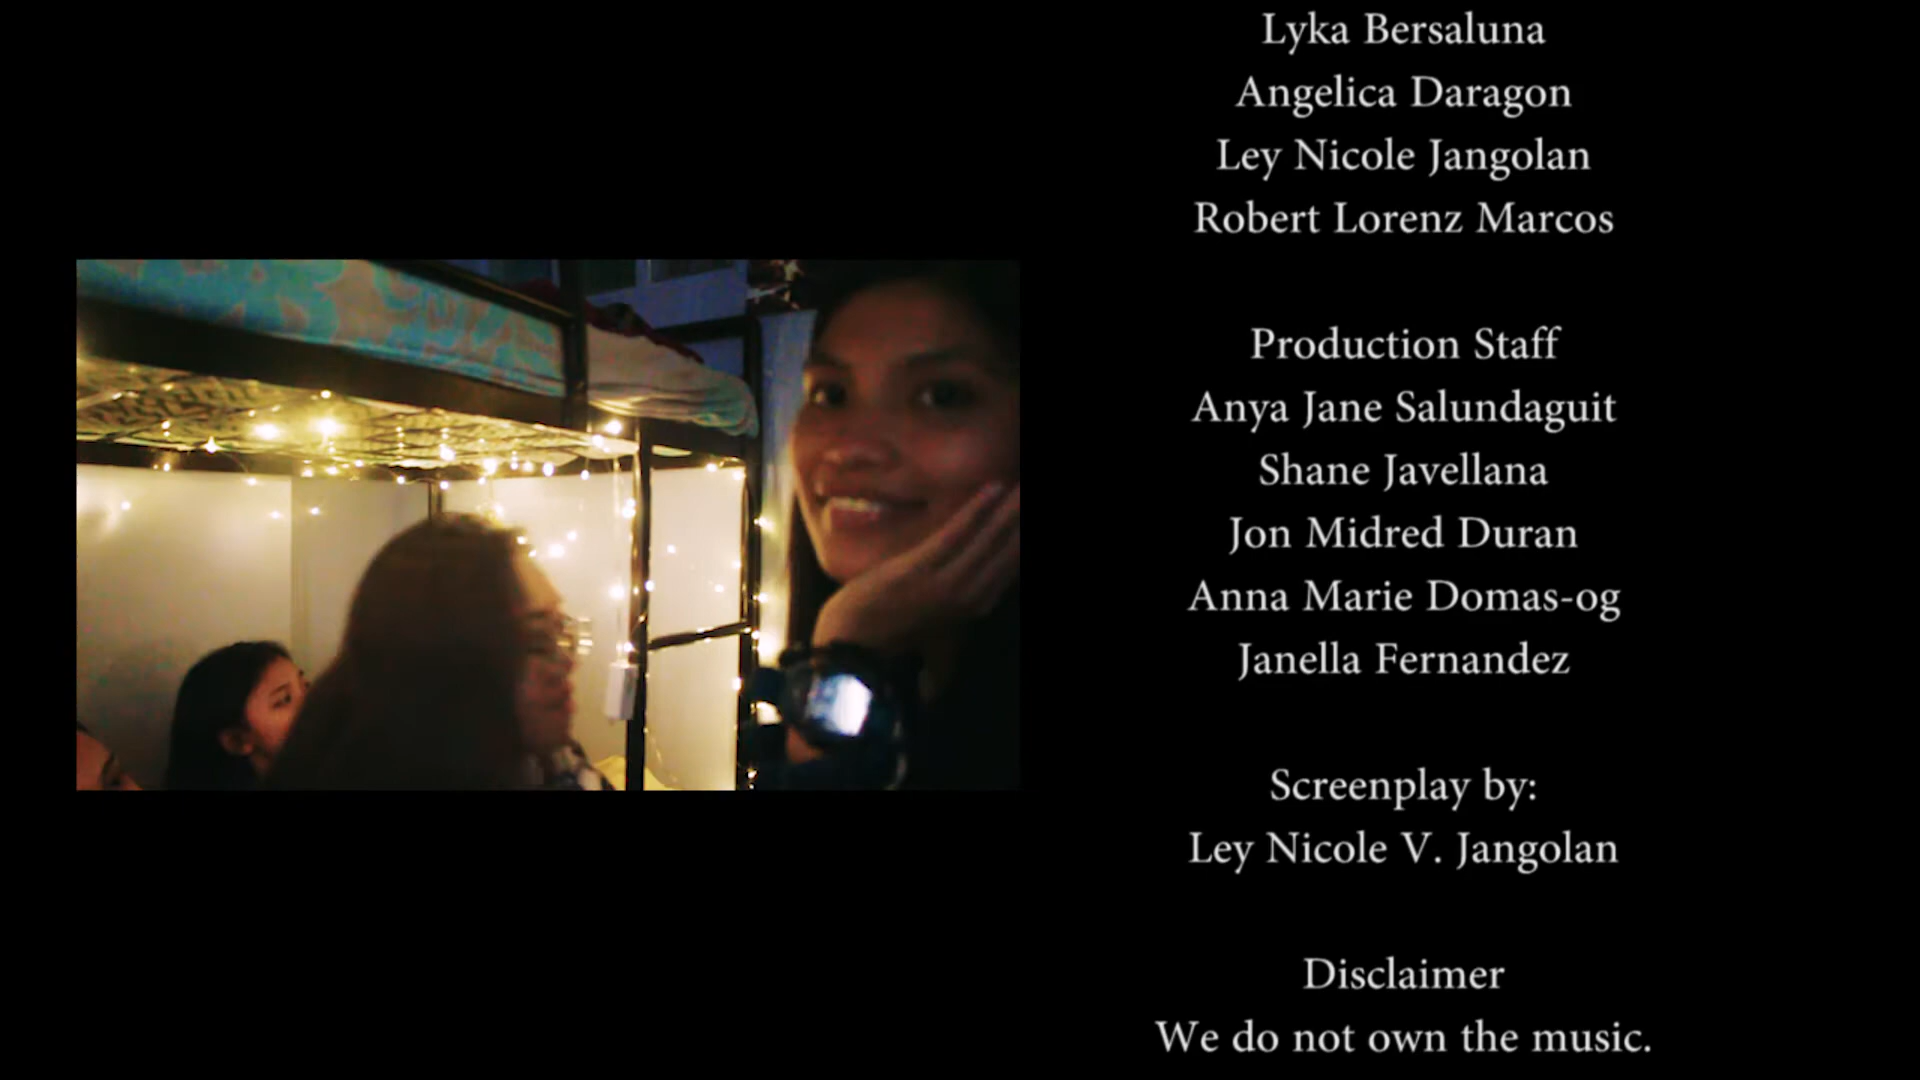 Lyka Bersaluna
Angelica Daragon
Ley Nicole Jangolan
Robert Lorenz Marcos
Production Staff
Anya Jane Salundaguit
Shane Javellana
Jon Midred Duran
Anna Marie Domas-og
Janella Fernandez
Screenplay by:
Ley Nicole V. Jangolan
Disclaimer
We do not own the music.